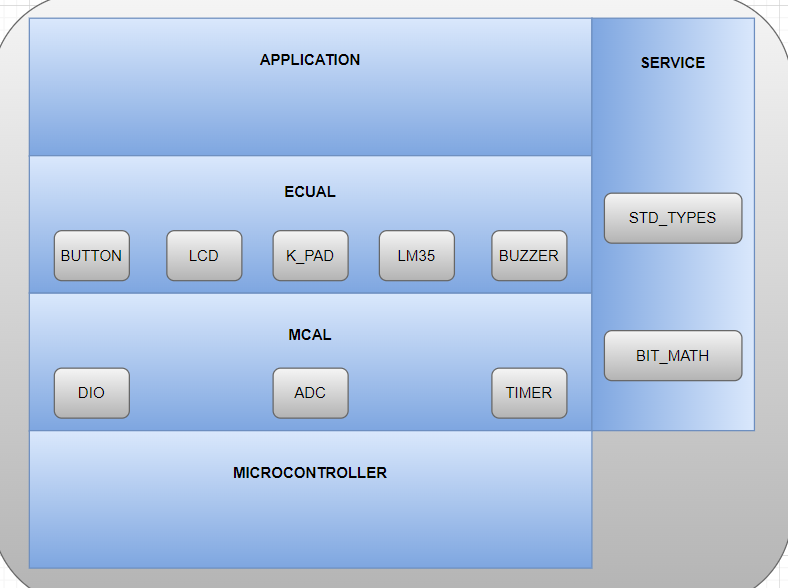 APPLICATION
SERVICE
ECUAL
STD_TYPES
BUTTON
LCD
K_PAD
LM35
BUZZER
MCAL
BIT_MATH
DIO
ADC
TIMER
MICROCONTROLLER